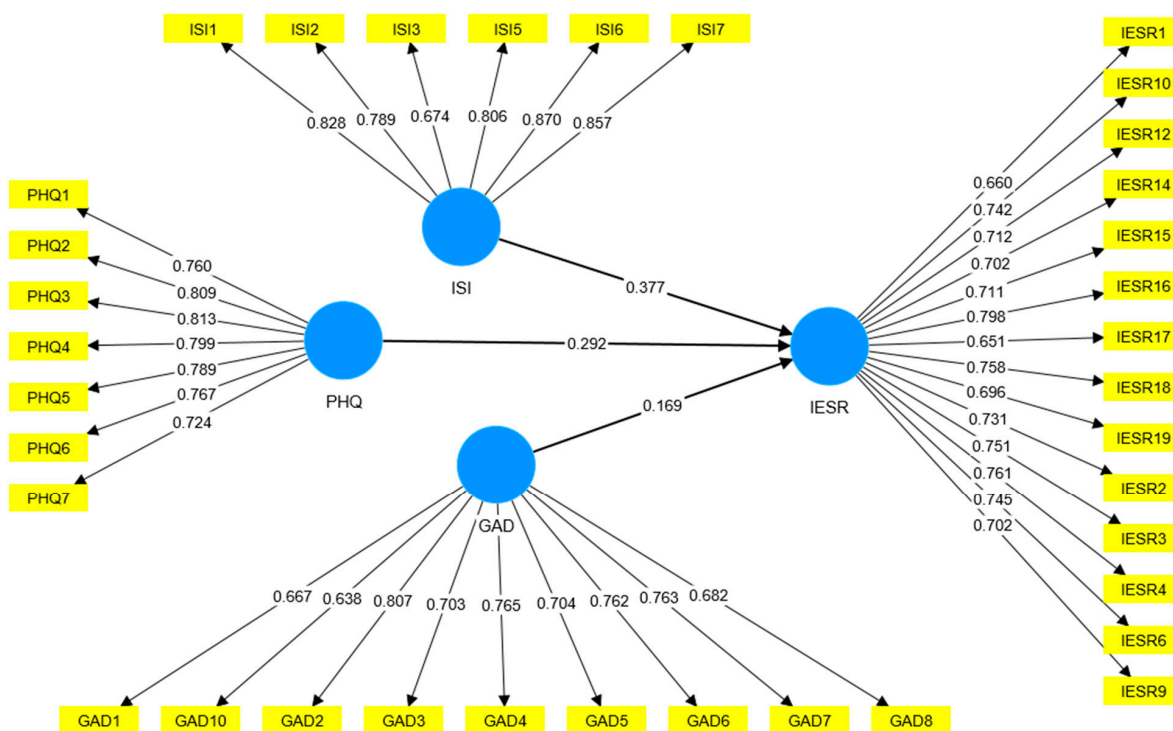 ISI1 ISI2 ISI3 ISI5 ISI6 ISI7
0.828 0.789 0.674 0.806 0.870 0.857
ISI
PHQ1
PHQ2
PHQ3
PHQ4
PHQ5
PHQ6
PHQ7
0.760
0.809
0.813
0.799
0.789
0.767
0.724
PHQ
0.377
0.292
0.169
IESR
0.660
0.742
0.712
0.702
0.711
0.798
0.651
0.758
0.696
0.731
0.751
0.761
0.745
0.702
IESR1
IESR10
IESR12
IESR14
IESR15
IESR16
IESR17
IESR18
IESR19
IESR2
IESR3
IESR4
IESR6
IESR9
GAD
0.667 0.638 0.807 0.703 0.765 0.704 0.762 0.763 0.682
GAD1 GAD10 GAD2 GAD3 GAD4 GAD5 GAD6 GAD7 GAD8